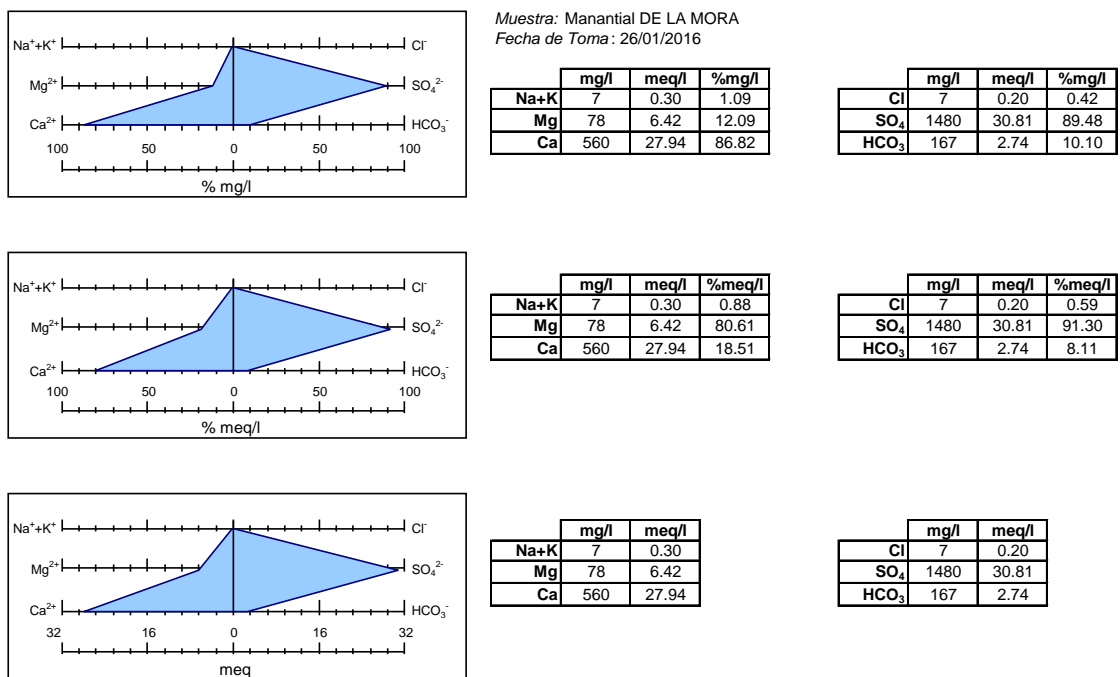 Muestra: Manantial DE LA MORA
Fecha de Toma: 26/01/2016
Na⁺+K⁺ Cl⁻
Mg²⁺ SO₄²⁻
Ca²⁺ HCO₃⁻
100 50 0 50 100
% mg/l
mg/l meq/l %mg/l
Na+K 7 0.30 1.09
Mg 78 6.42 12.09
Ca 560 27.94 86.82
mg/l meq/l %mg/l
Cl 7 0.20 0.42
SO₄ 1480 30.81 89.48
HCO₃ 167 2.74 10.10
Na⁺+K⁺ Cl⁻
Mg²⁺ SO₄²⁻
Ca²⁺ HCO₃⁻
100 50 0 50 100
% meq/l
mg/l meq/l %meq/l
Na+K 7 0.30 0.88
Mg 78 6.42 80.61
Ca 560 27.94 18.51
mg/l meq/l %meq/l
Cl 7 0.20 0.59
SO₄ 1480 30.81 91.30
HCO₃ 167 2.74 8.11
Na⁺+K⁺ Cl⁻
Mg²⁺ SO₄²⁻
Ca²⁺ HCO₃⁻
32 16 0 16 32
meq
mg/l meq/l
Na+K 7 0.30
Mg 78 6.42
Ca 560 27.94
mg/l meq/l
Cl 7 0.20
SO₄ 1480 30.81
HCO₃ 167 2.74